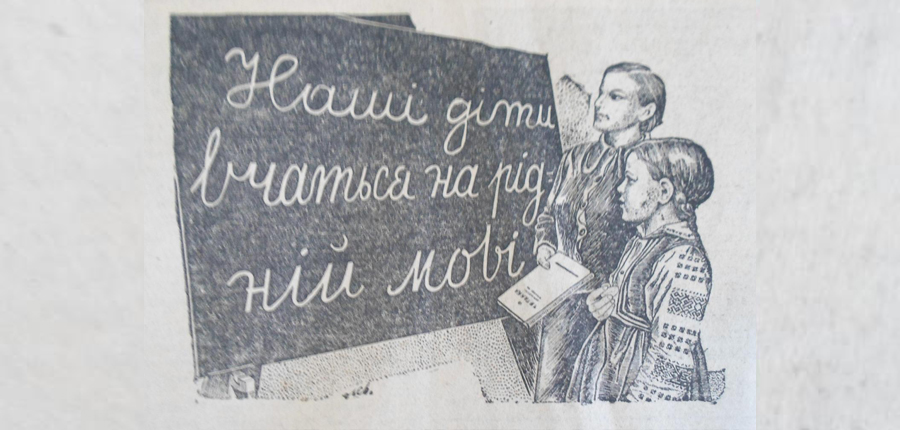 Наші діти
вчаться на рід-
ній мові